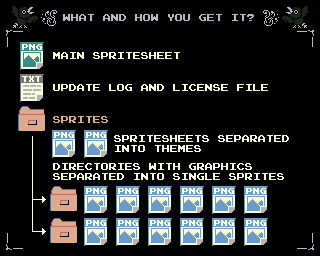 WHAT AND HOW YOU GET IT?
PNG
MAIN SPRITESHEET
TXT
UPDATE LOG AND LICENSE FILE
SPRITES
PNG PNG
SPRITESHEETS SEPARATED
INTO THEMES
DIRECTORIES WITH GRAPHICS
SEPARATED INTO SINGLE SPRITES
PNG PNG PNG PNG PNG PNG
PNG PNG PNG PNG PNG PNG